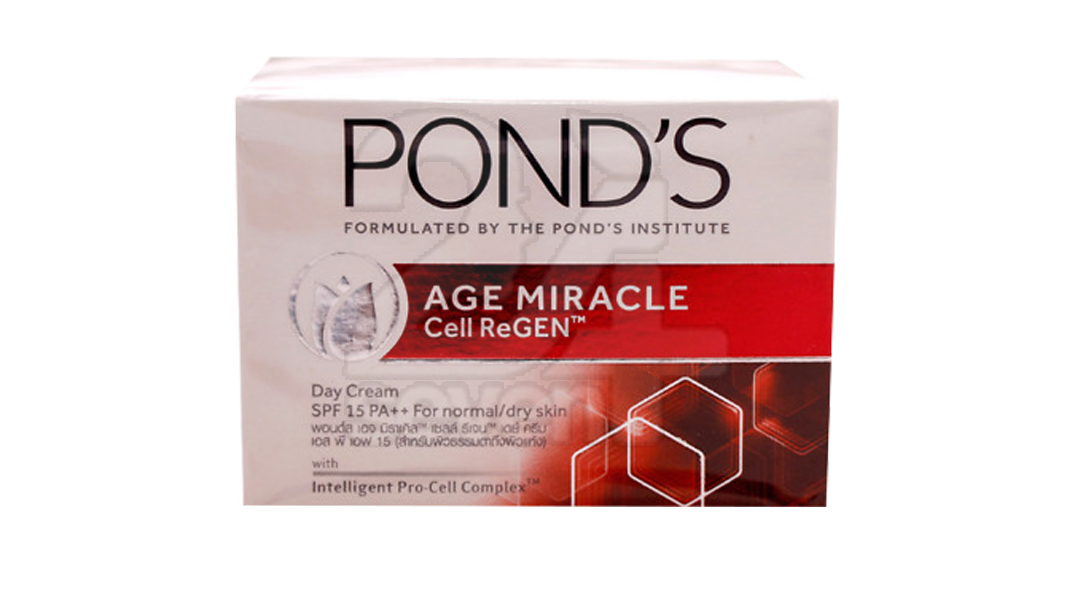 POND'S
FORMULATED BY THE POND'S INSTITUTE
AGE MIRACLE
Cell ReGEN™
Day Cream
SPF 15 PA++ For normal/dry skin
พอนด์ส เอจ มิราเคิล™ เซลล์ รีเจน™ เดย์ ครีม
เอส พี เอฟ 15 (สำหรับผิวธรรมดาถึงผิวแห้ง)
with
Intelligent Pro-Cell Complex™